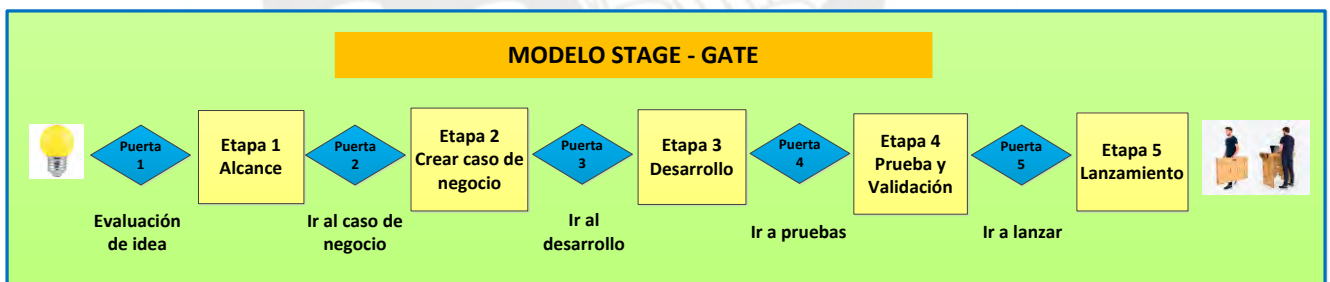 MODELO STAGE - GATE
Puerta
1
Etapa 1
Alcance
Puerta
2
Etapa 2
Crear caso de
negocio
Puerta
3
Etapa 3
Desarrollo
Puerta
4
Etapa 4
Prueba y
Validación
Puerta
5
Etapa 5
Lanzamiento
Evaluación
de idea
Ir al caso de
negocio
Ir al
desarrollo
Ir a pruebas
Ir a lanzar